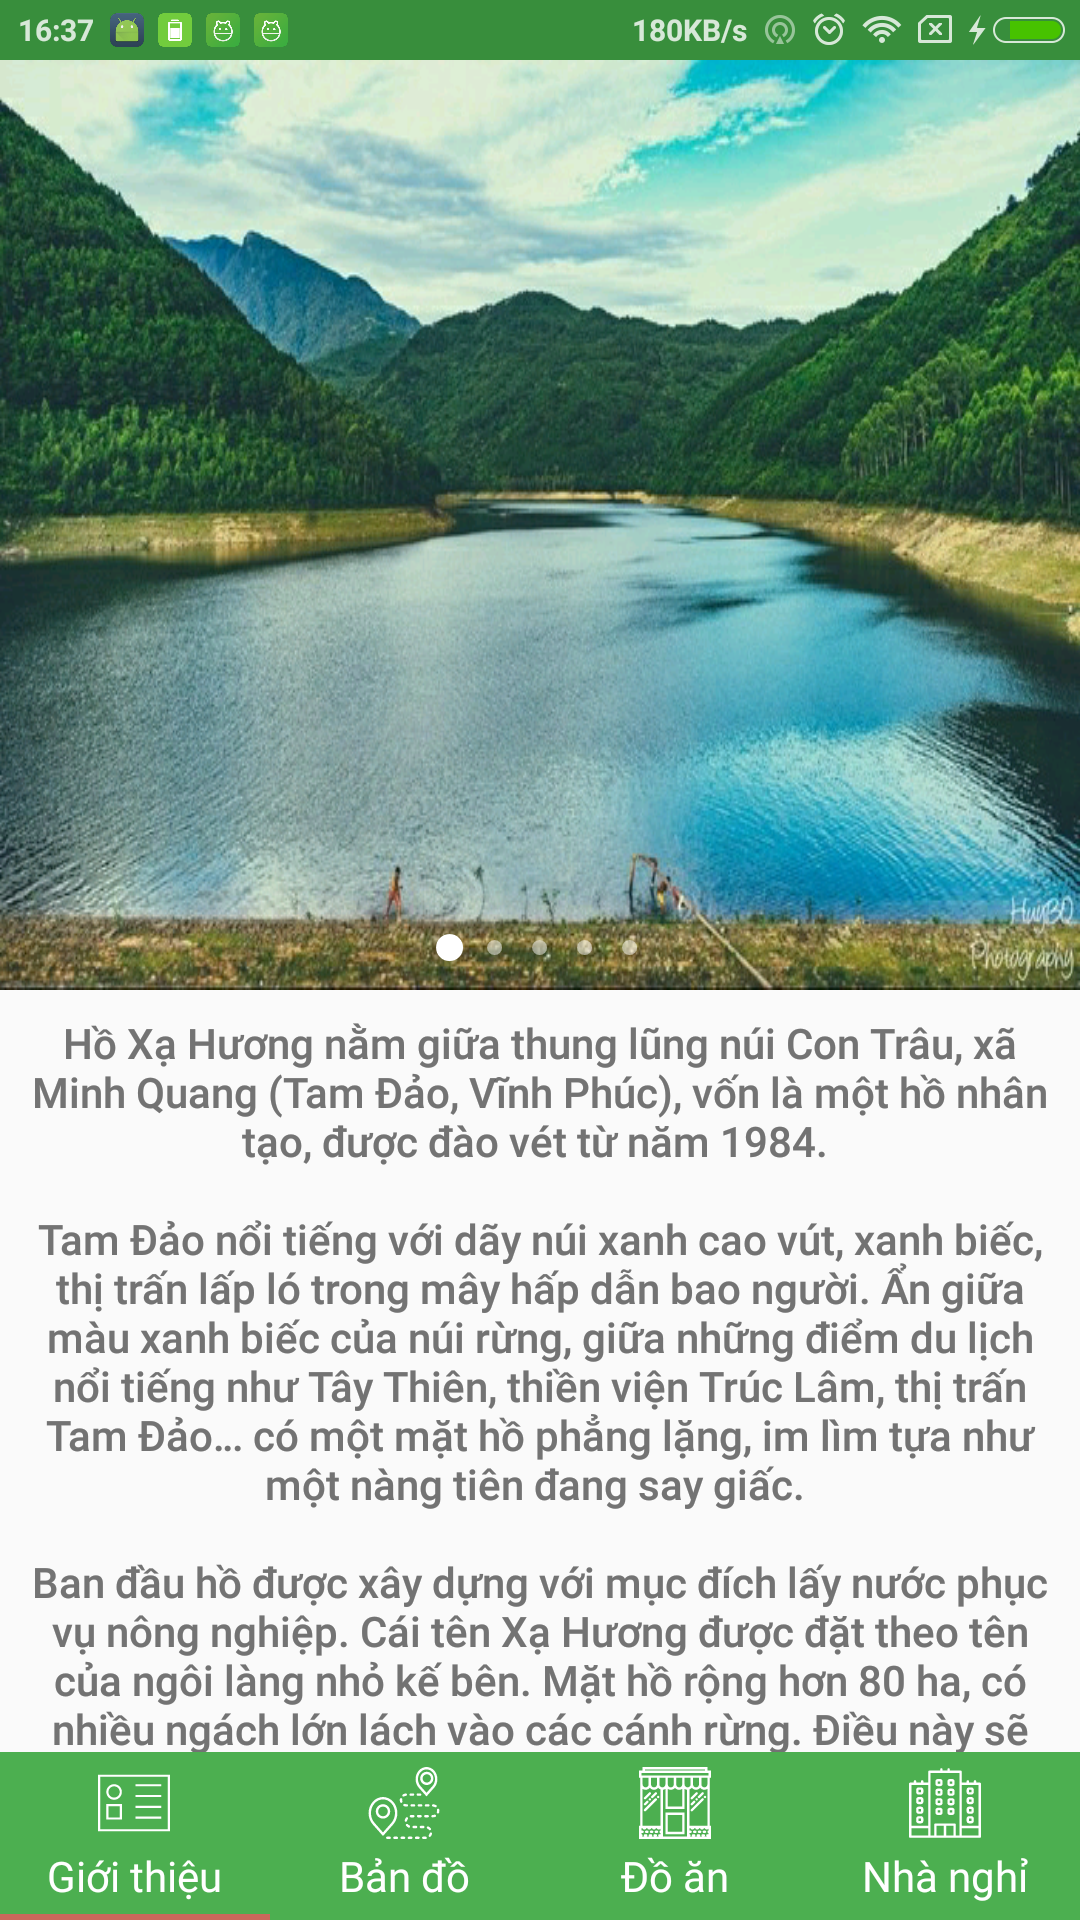 16:37 180KB/s
HuyBO
Photography
Hồ Xạ Hương nằm giữa thung lũng núi Con Trâu, xã
Minh Quang (Tam Đảo, Vĩnh Phúc), vốn là một hồ nhân
tạo, được đào vét từ năm 1984.
Tam Đảo nổi tiếng với dãy núi xanh cao vút, xanh biếc,
thị trấn lấp ló trong mây hấp dẫn bao người. Ẩn giữa
màu xanh biếc của núi rừng, giữa những điểm du lịch
nổi tiếng như Tây Thiên, thiền viện Trúc Lâm, thị trấn
Tam Đảo... có một mặt hồ phẳng lặng, im lìm tựa như
một nàng tiên đang say giấc.
Ban đầu hồ được xây dựng với mục đích lấy nước phục
vụ nông nghiệp. Cái tên Xạ Hương được đặt theo tên
của ngôi làng nhỏ kế bên. Mặt hồ rộng hơn 80 ha, có
nhiều ngách lớn lách vào các cánh rừng. Điều này sẽ
Giới thiệu Bản đồ Đồ ăn Nhà nghỉ